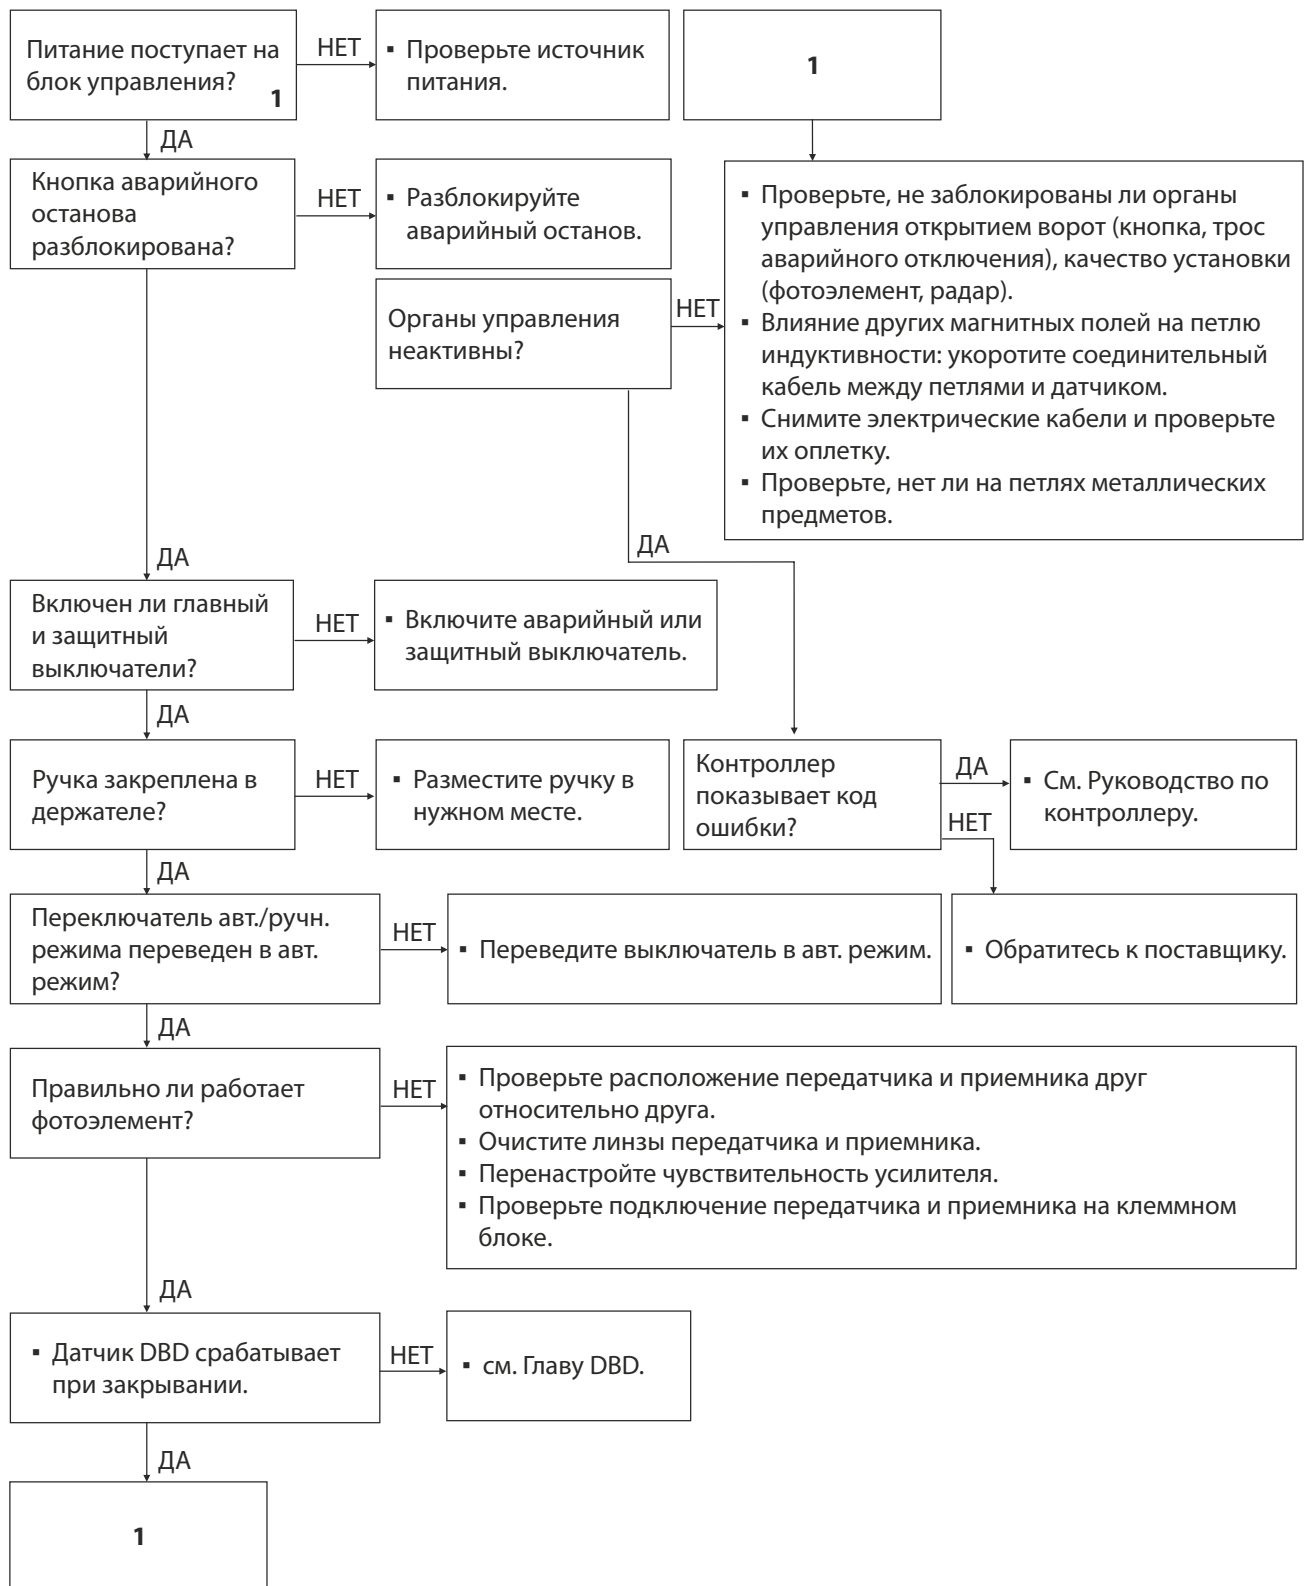 Питание поступает на
блок управления?
1
НЕТ
▪ Проверьте источник
питания.
1
ДА
Кнопка аварийного
останова
разблокирована?
НЕТ
▪ Разблокируйте
аварийный останов.
▪ Проверьте, не заблокированы ли органы
управления открытием ворот (кнопка, трос
аварийного отключения), качество установки
(фотоэлемент, радар).
▪ Влияние других магнитных полей на петлю
индуктивности: укоротите соединительный
кабель между петлями и датчиком.
▪ Снимите электрические кабели и проверьте
их оплетку.
▪ Проверьте, нет ли на петлях металлических
предметов.
Органы управления
неактивны?
НЕТ
ДА
ДА
Включен ли главный
и защитный
выключатели?
НЕТ
▪ Включите аварийный или
защитный выключатель.
ДА
Ручка закреплена в
держателе?
НЕТ
▪ Разместите ручку в
нужном месте.
Контроллер
показывает код
ошибки?
ДА
▪ См. Руководство по
контроллеру.
НЕТ
ДА
Переключатель авт./ручн.
режима переведен в авт.
режим?
НЕТ
▪ Переведите выключатель в авт. режим.
▪ Обратитесь к поставщику.
ДА
Правильно ли работает
фотоэлемент?
НЕТ
▪ Проверьте расположение передатчика и приемника друг
относительно друга.
▪ Очистите линзы передатчика и приемника.
▪ Перенастройте чувствительность усилителя.
▪ Проверьте подключение передатчика и приемника на клеммном
блоке.
ДА
▪ Датчик DBD срабатывает
при закрывании.
НЕТ
▪ см. Главу DBD.
ДА
1